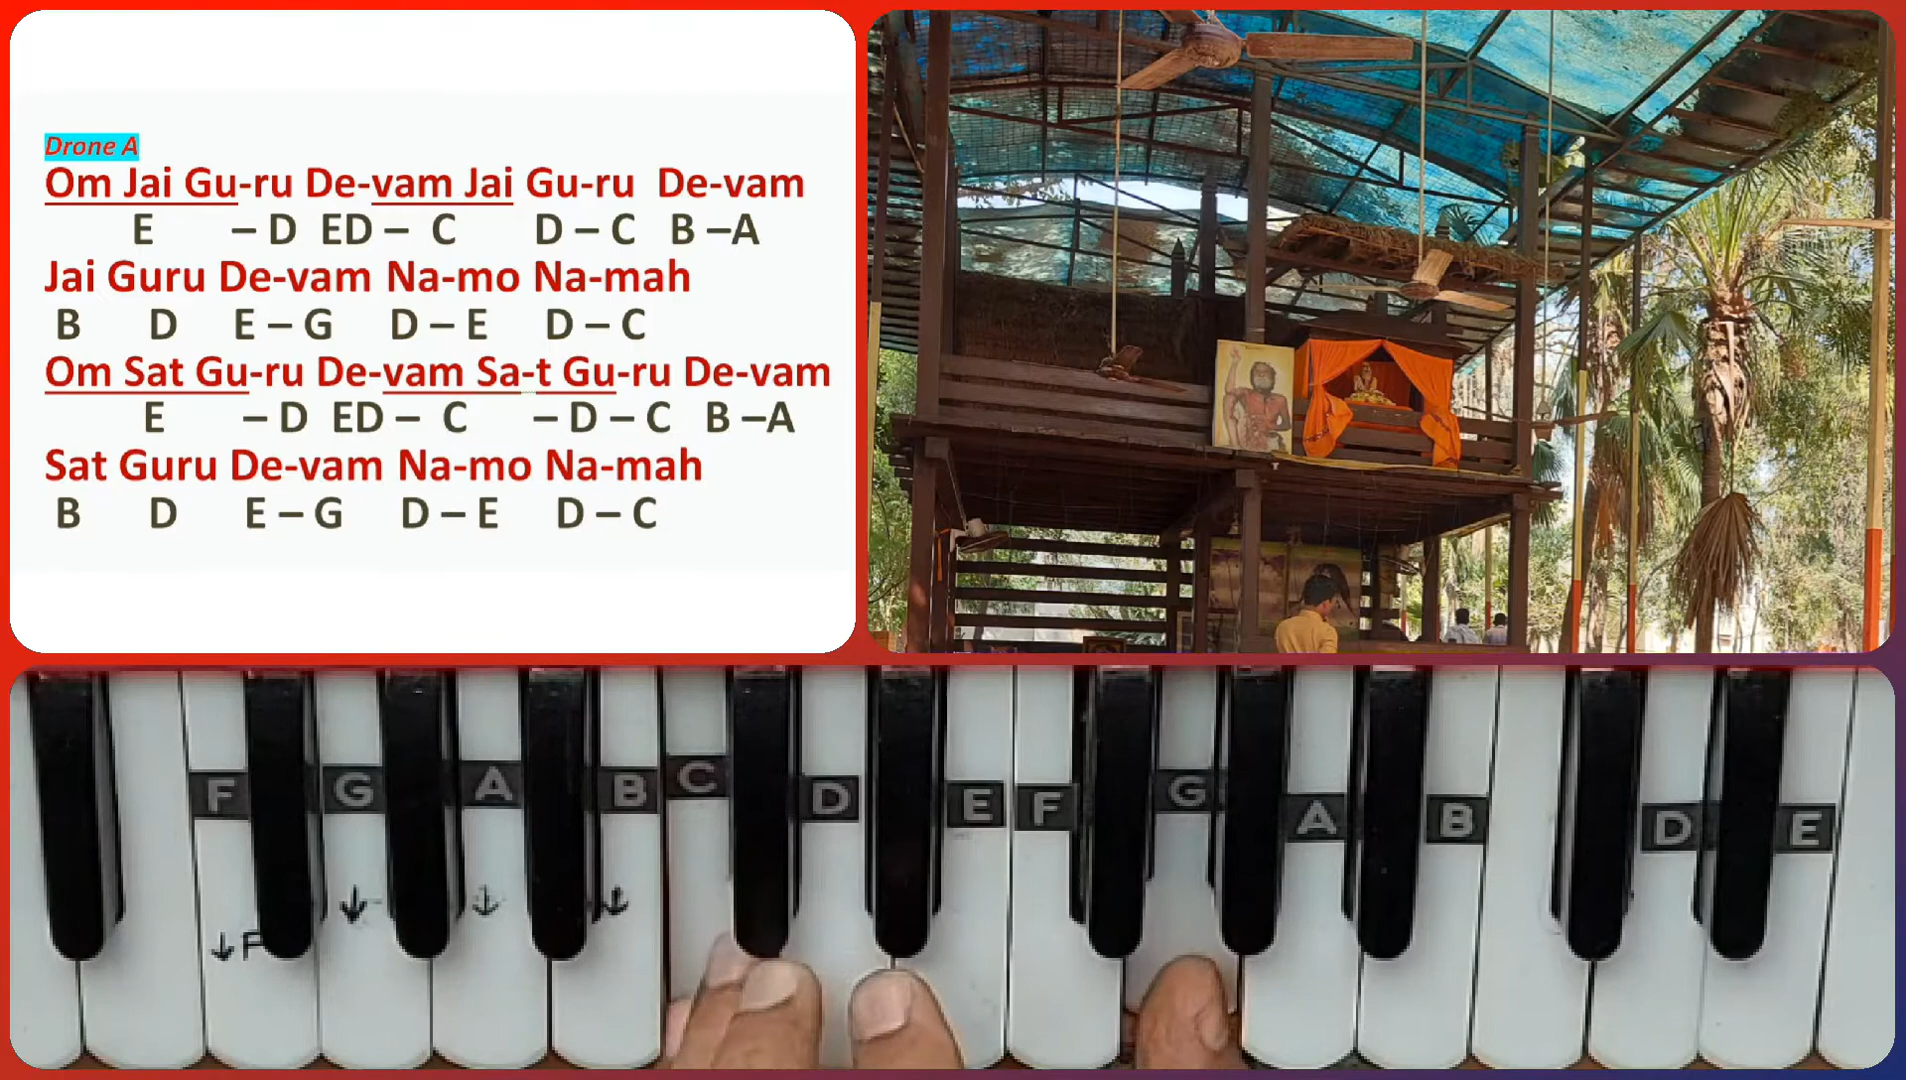 Drone A
Om Jai Gu-ru De-vam Jai Gu-ru De-vam
E – D ED – C D – C B –A
Jai Guru De-vam Na-mo Na-mah
B D E – G D – E D – C
Om Sat Gu-ru De-vam Sa-t Gu-ru De-vam
E – D ED – C – D – C B –A
Sat Guru De-vam Na-mo Na-mah
B D E – G D – E D – C
F G A B C D E F G A B D E
↓F ↓ ↓ ↓